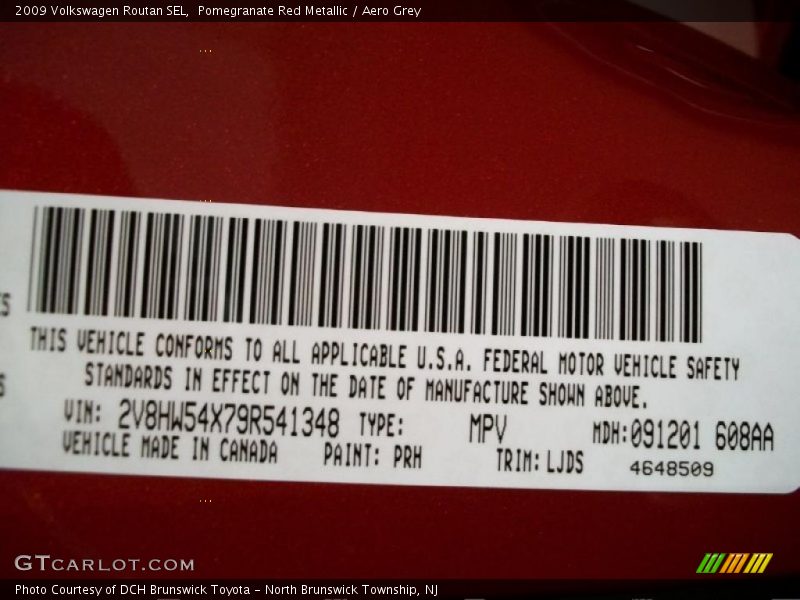 2009 Volkswagen Routan SEL,  Pomegranate Red Metallic / Aero Grey
THIS VEHICLE CONFORMS TO ALL APPLICABLE U.S.A. FEDERAL MOTOR VEHICLE SAFETY
STANDARDS IN EFFECT ON THE DATE OF MANUFACTURE SHOWN ABOVE.
VIN: 2V8HW54X79R541348 TYPE: MPV MDH:091201 608AA
VEHICLE MADE IN CANADA PAINT: PRH TRIM: LJDS 4648509
GTCARLOT.COM
Photo Courtesy of DCH Brunswick Toyota - North Brunswick Township, NJ